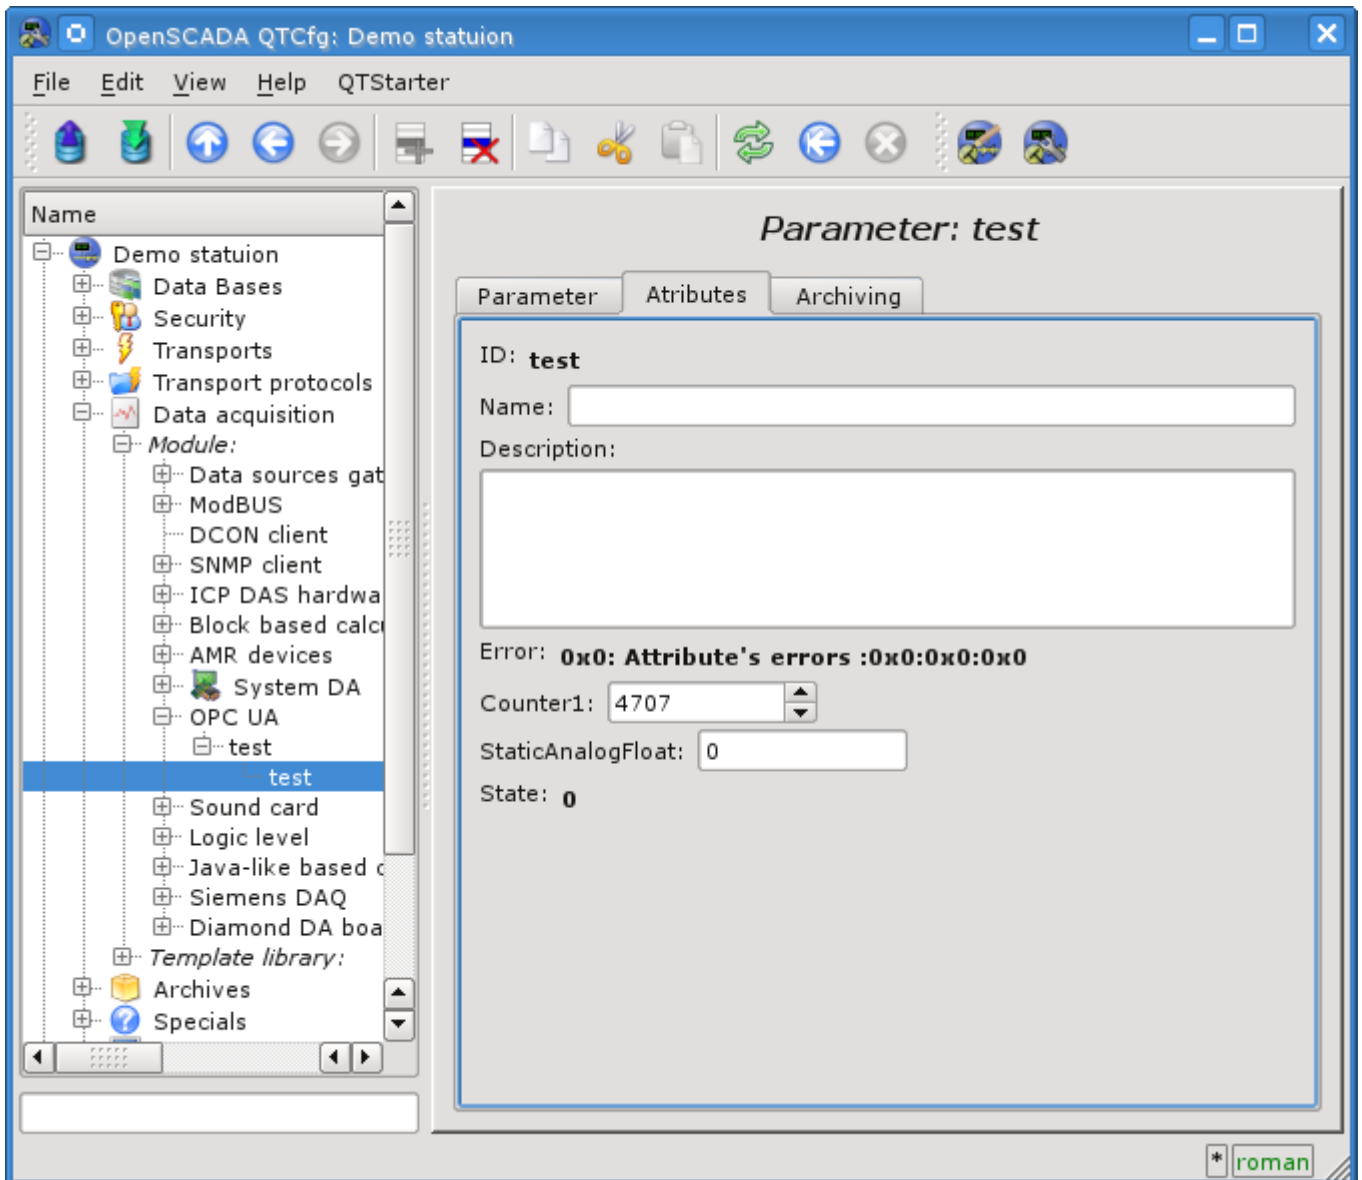 OpenSCADA QTCfg: Demo statuion
File Edit View Help QTStarter
Name
Demo statuion
Data Bases
Security
Transports
Transport protocols
Data acquisition
Module:
Data sources gat
ModBUS
DCON client
SNMP client
ICP DAS hardwa
Block based calcu
AMR devices
System DA
OPC UA
test
test
Sound card
Logic level
Java-like based c
Siemens DAQ
Diamond DA boa
Template library:
Archives
Specials
Parameter: test
Parameter Atributes Archiving
ID: test
Name:
Description:
Error: 0x0: Attribute's errors :0x0:0x0:0x0
Counter1: 4707
StaticAnalogFloat: 0
State: 0
* roman